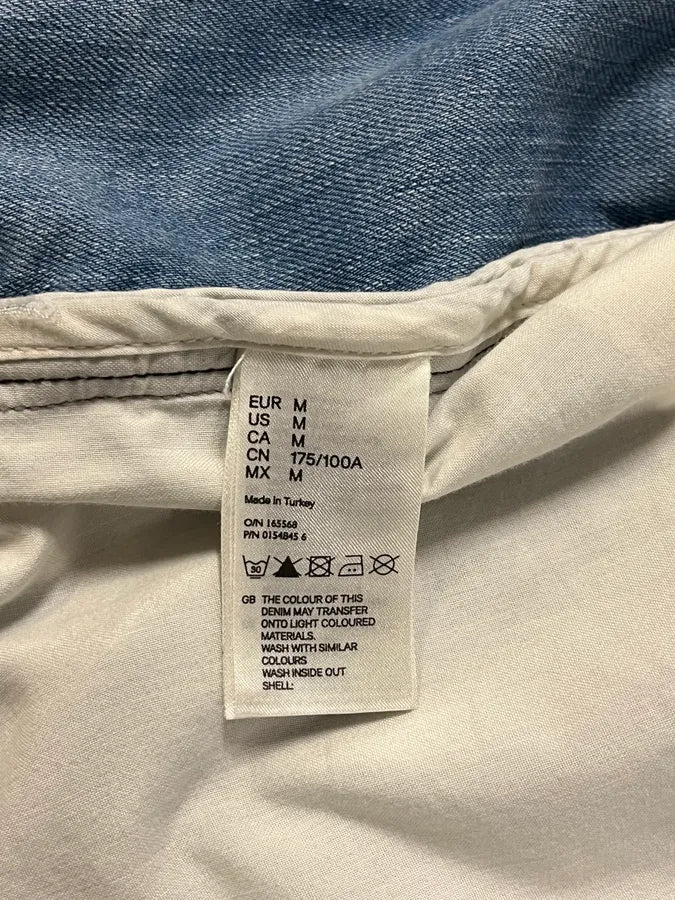 EUR M
US M
CA M
CN 175/100A
MX M
Made in Turkey
O/N 165568
P/N 0154845 6
30
GB THE COLOUR OF THIS
DENIM MAY TRANSFER
ONTO LIGHT COLOURED
MATERIALS.
WASH WITH SIMILAR
COLOURS
WASH INSIDE OUT
SHELL: